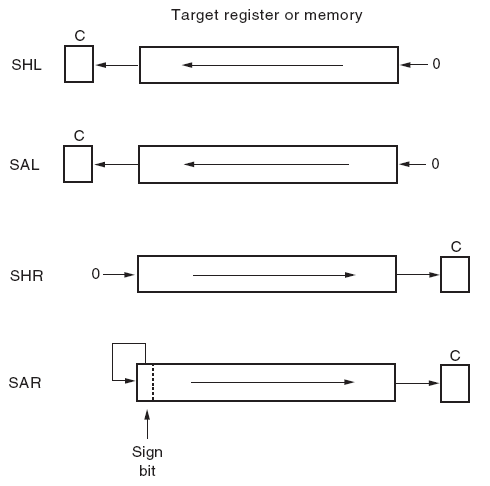 Target register or memory
C
SHL
0
C
SAL
0
C
SHR
0
C
SAR
Sign
bit